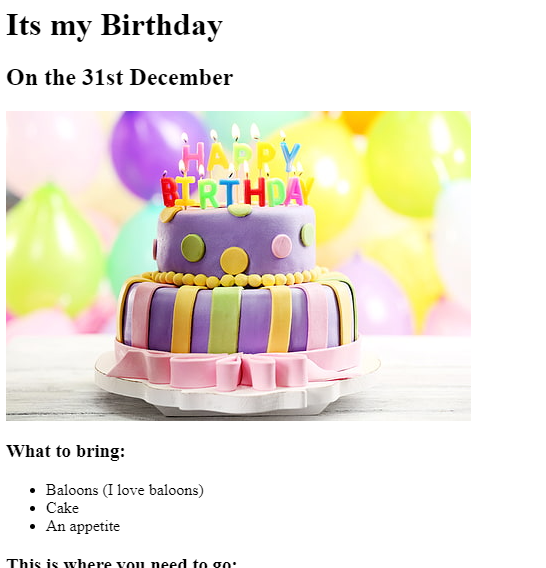 Its my Birthday
On the 31st December
HAPPY
BIRTHDAY
What to bring:
Baloons (I love baloons)
Cake
An appetite
This is where you need to go: